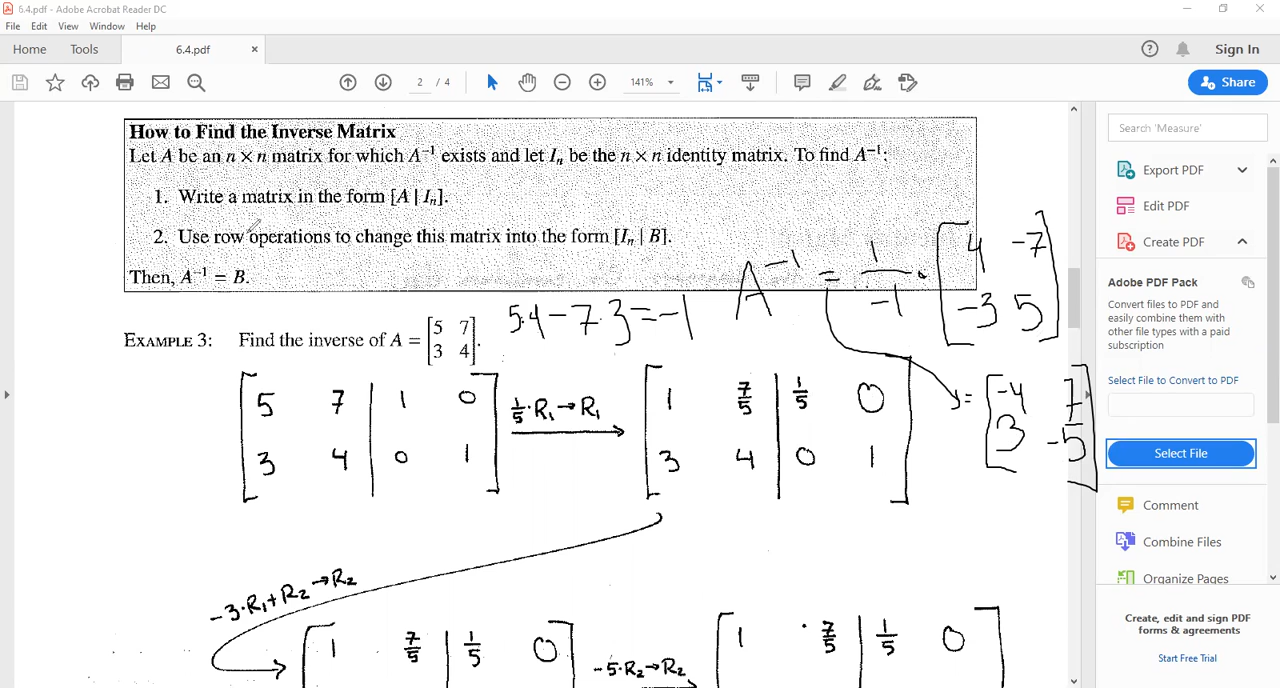 6.4.pdf - Adobe Acrobat Reader DC
File Edit View Window Help
Home Tools 6.4.pdf × Sign In
2 / 4 141% Share
How to Find the Inverse Matrix
Let A be an n × n matrix for which A⁻¹ exists and let Iₙ be the n × n identity matrix. To find A⁻¹:
1. Write a matrix in the form [A | Iₙ].
2. Use row operations to change this matrix into the form [Iₙ | B].
Then, A⁻¹ = B.
A⁻¹ = 1/-1 · [4 -7
-3 5]
5·4 - 7·3 = -1
EXAMPLE 3: Find the inverse of A = [5 7
3 4].
= [-4 7
3 -5]
[5 7 | 1 0
3 4 | 0 1]
1/5·R₁→R₁
[1 7/5 | 1/5 0
3 4 | 0 1]
-3·R₁+R₂→R₂
1 7/5 | 1/5 0
-5·R₂→R₂
1 7/5 | 1/5 0
Search 'Measure'
Export PDF
Edit PDF
Create PDF
Adobe PDF Pack
Convert files to PDF and
easily combine them with
other file types with a paid
subscription
Select File to Convert to PDF
Select File
Comment
Combine Files
Organize Pages
Create, edit and sign PDF
forms & agreements
Start Free Trial